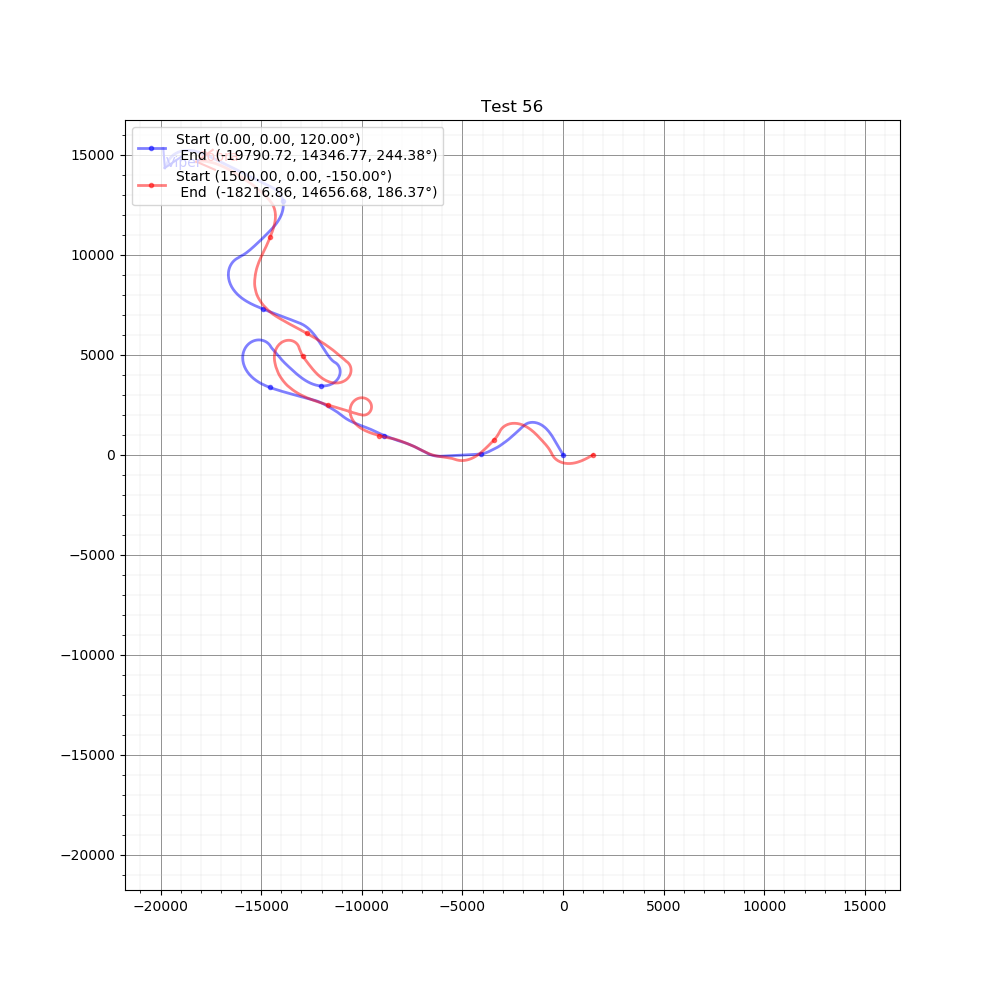 Test 56
Start (0.00, 0.00, 120.00°)
End (-19790.72, 14346.77, 244.38°)
Start (1500.00, 0.00, -150.00°)
End (-18216.86, 14656.68, 186.37°)
15000
10000
5000
0
−5000
−10000
−15000
−20000
−20000 −15000 −10000 −5000 0 5000 10000 15000